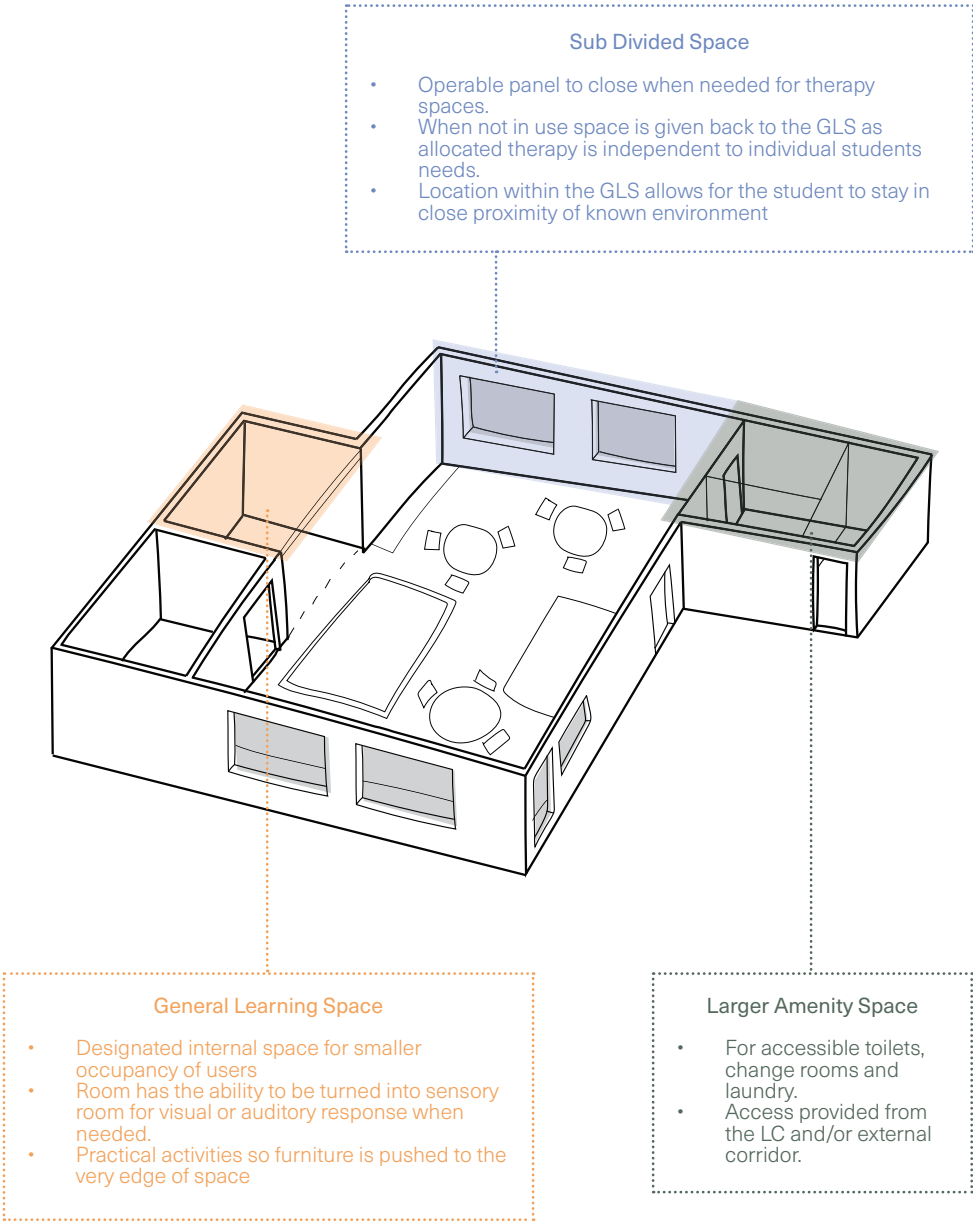 Sub Divided Space
• Operable panel to close when needed for therapy
spaces.
• When not in use space is given back to the GLS as
allocated therapy is independent to individual students
needs.
• Location within the GLS allows for the student to stay in
close proximity of known environment
General Learning Space
• Designated internal space for smaller
occupancy of users
• Room has the ability to be turned into sensory
room for visual or auditory response when
needed.
• Practical activities so furniture is pushed to the
very edge of space
Larger Amenity Space
• For accessible toilets,
change rooms and
laundry.
• Access provided from
the LC and/or external
corridor.